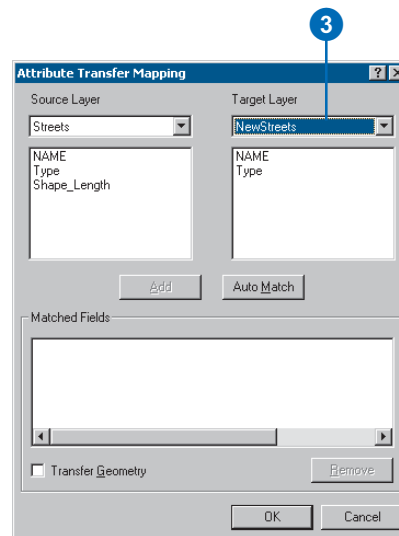 3
Attribute Transfer Mapping
Source Layer Target Layer
Streets NewStreets
NAME NAME
Type Type
Shape_Length
Add Auto Match
Matched Fields
Transfer Geometry Remove
OK Cancel